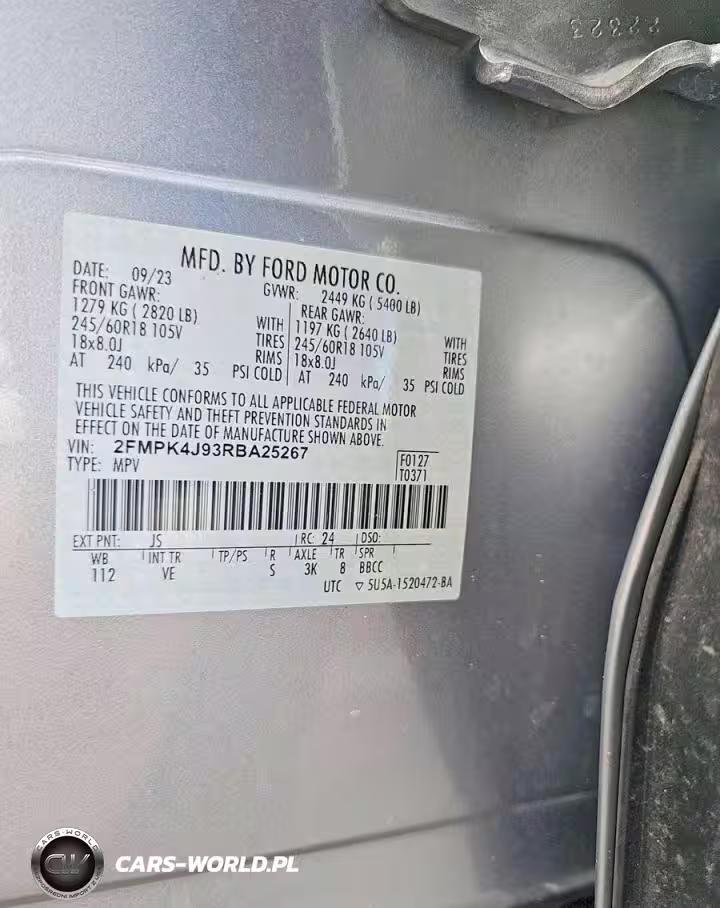 22323
MFD. BY FORD MOTOR CO.
DATE: 09/23 GVWR: 2449 KG ( 5400 LB)
FRONT GAWR: REAR GAWR:
1279 KG ( 2820 LB) WITH 1197 KG ( 2640 LB) WITH
245/60R18 105V TIRES 245/60R18 105V TIRES
18x8.0J RIMS 18x8.0J RIMS
AT 240 kPa/ 35 PSI COLD AT 240 kPa/ 35 PSI COLD
THIS VEHICLE CONFORMS TO ALL APPLICABLE FEDERAL MOTOR
VEHICLE SAFETY AND THEFT PREVENTION STANDARDS IN
EFFECT ON THE DATE OF MANUFACTURE SHOWN ABOVE.
VIN: 2FMPK4J93RBA25267
TYPE: MPV
F0127
T0371
EXT PNT: JS RC: 24 DSO:
WB INT TR TP/PS R AXLE TR SPR
112 VE S 3K 8 BBCC
UTC ▽ 5U5A-1520472-BA
CARS-WORLD
CW
CARS-WORLD.PL